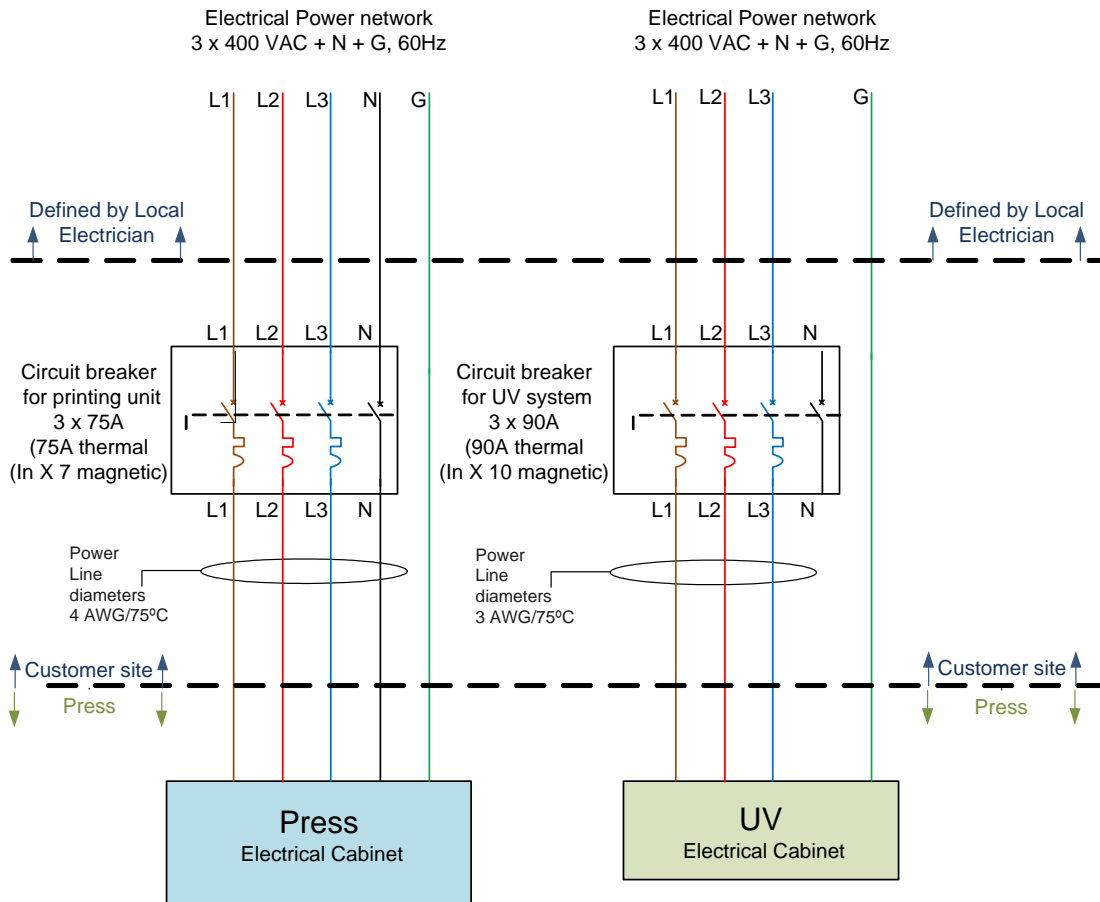 Electrical Power network
3 x 400 VAC + N + G, 60Hz
Electrical Power network
3 x 400 VAC + N + G, 60Hz
L1 L2 L3 N G
L1 L2 L3 G
Defined by Local
Electrician
Defined by Local
Electrician
L1 L2 L3 N
L1 L2 L3 N
Circuit breaker
for printing unit
3 x 75A
(75A thermal
(In X 7 magnetic)
Circuit breaker
for UV system
3 x 90A
(90A thermal
(In X 10 magnetic)
L1 L2 L3 N
L1 L2 L3 N
Power
Line
diameters
4 AWG/75ºC
Power
Line
diameters
3 AWG/75ºC
Customer site
Press
Customer site
Press
Press
Electrical Cabinet
UV
Electrical Cabinet